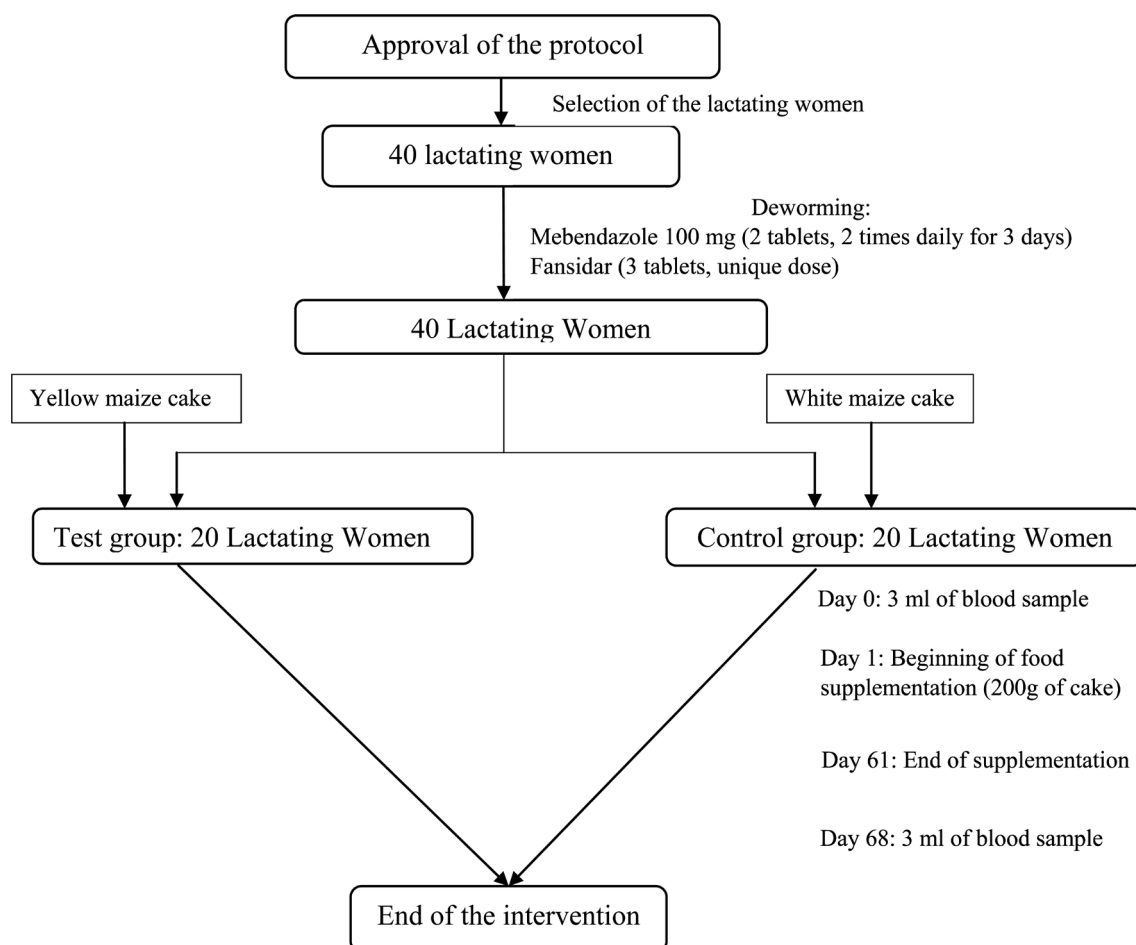 Approval of the protocol
Selection of the lactating women
40 lactating women
Deworming:
Mebendazole 100 mg (2 tablets, 2 times daily for 3 days)
Fansidar (3 tablets, unique dose)
40 Lactating Women
Yellow maize cake
White maize cake
Test group: 20 Lactating Women
Control group: 20 Lactating Women
Day 0: 3 ml of blood sample
Day 1: Beginning of food
supplementation (200g of cake)
Day 61: End of supplementation
Day 68: 3 ml of blood sample
End of the intervention